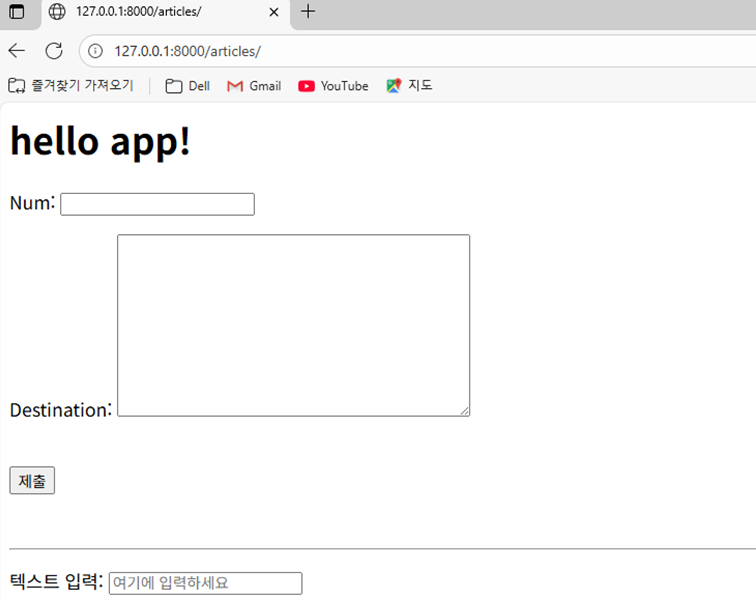 127.0.0.1:8000/articles/
127.0.0.1:8000/articles/
즐겨찾기 가져오기 Dell Gmail YouTube 지도
hello app!
Num:
Destination:
제출
텍스트 입력: 여기에 입력하세요